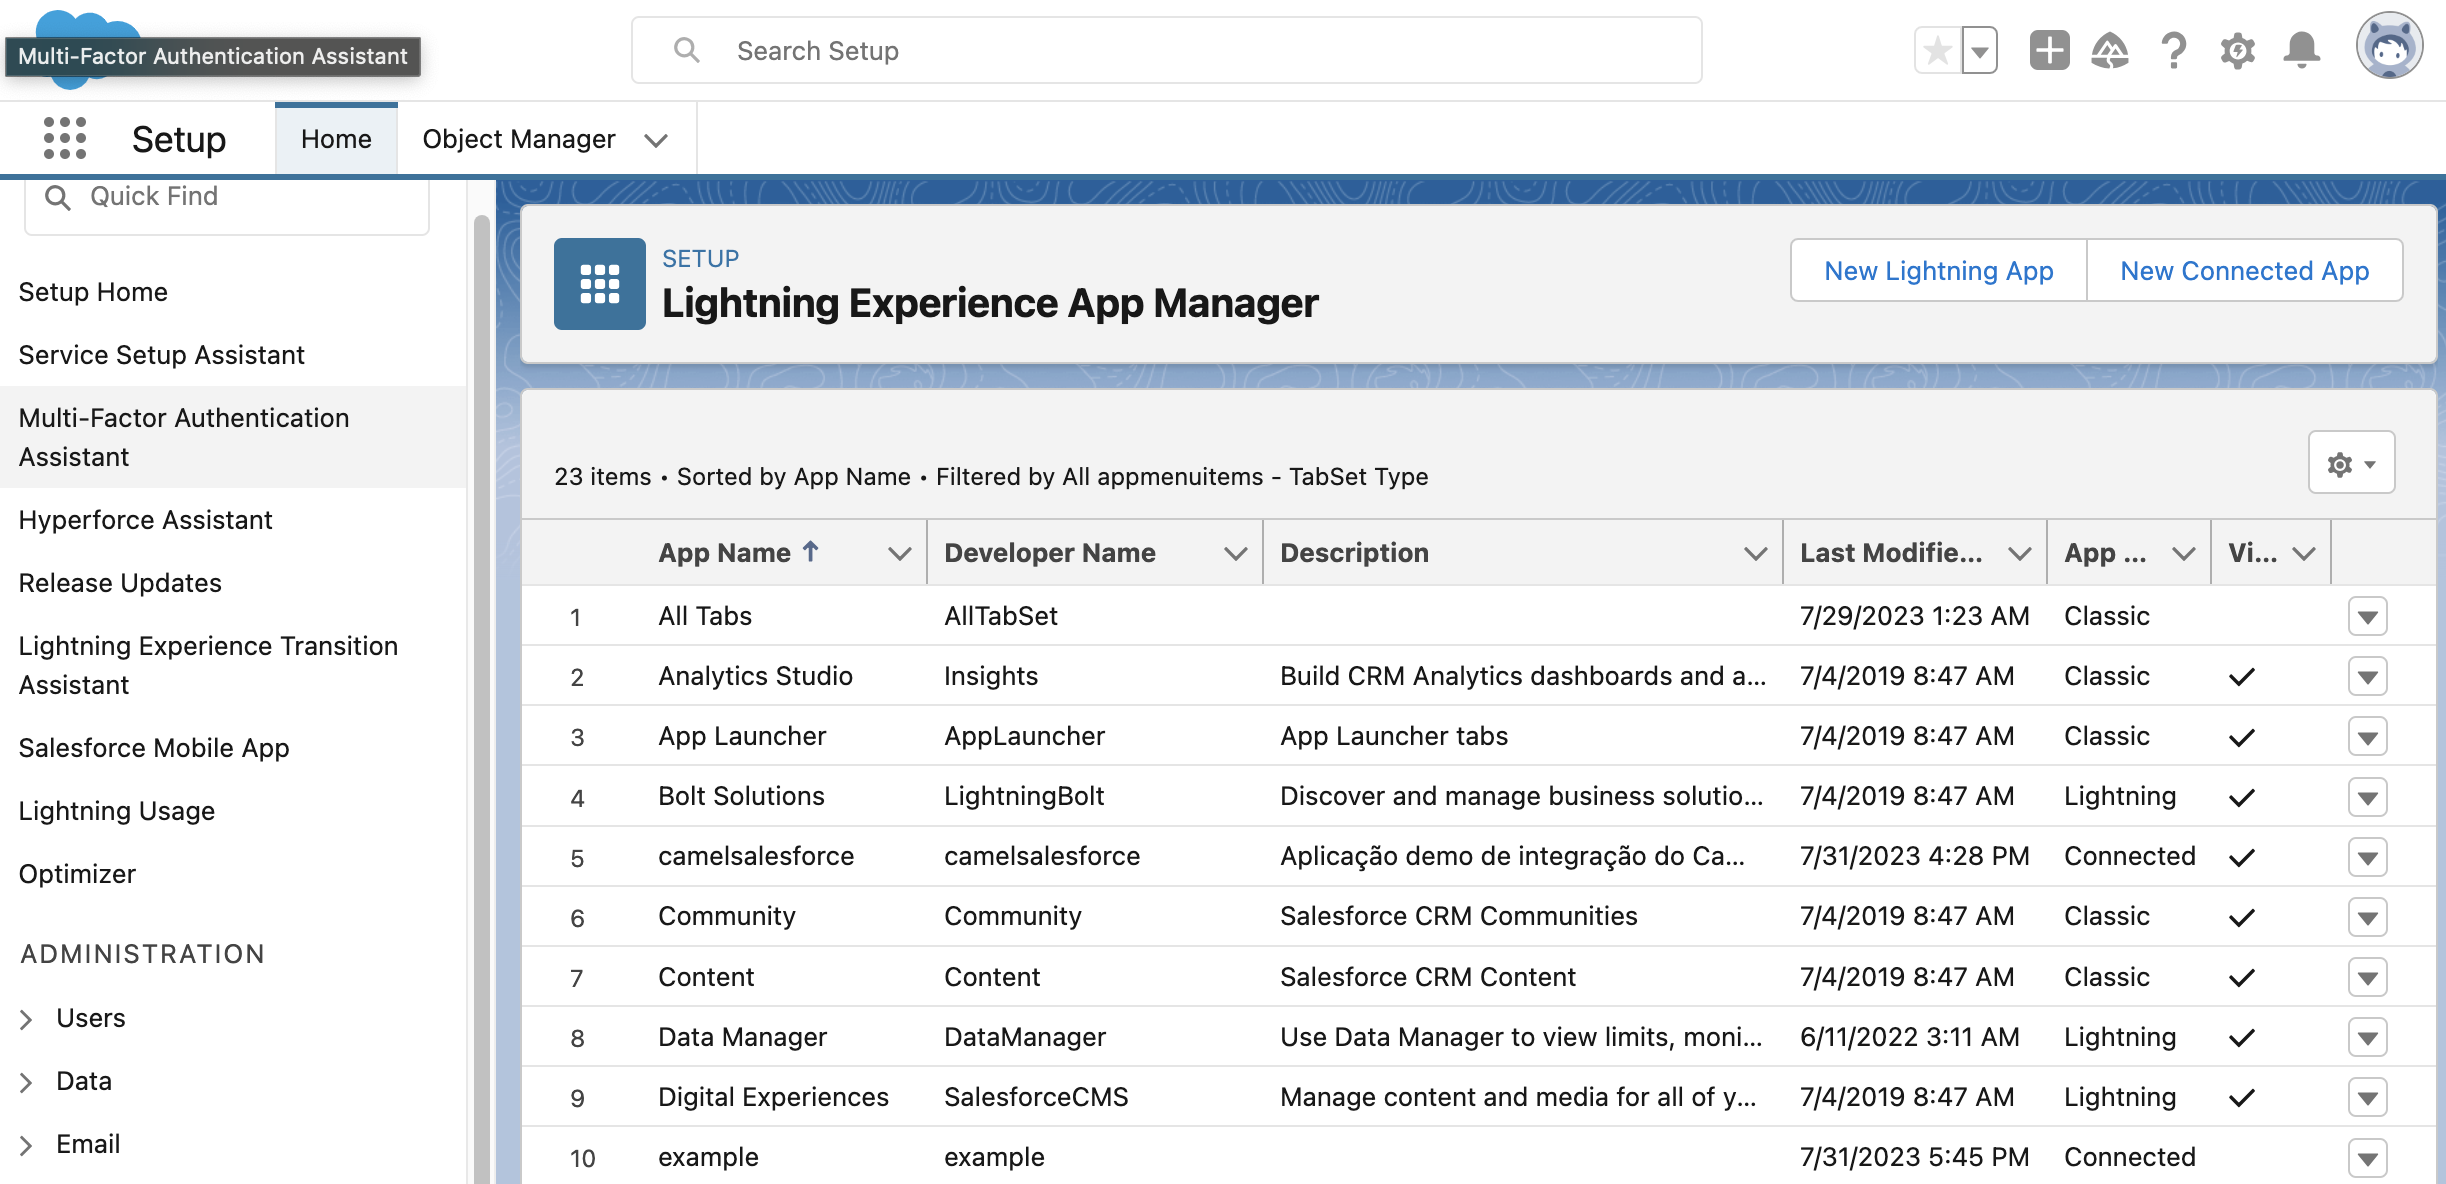 Multi-Factor Authentication Assistant
Search Setup
Setup
Home
Object Manager
Quick Find
Setup Home
Service Setup Assistant
Multi-Factor Authentication
Assistant
Hyperforce Assistant
Release Updates
Lightning Experience Transition
Assistant
Salesforce Mobile App
Lightning Usage
Optimizer
ADMINISTRATION
Users
Data
Email
SETUP
Lightning Experience App Manager
New Lightning App
New Connected App
23 items • Sorted by App Name • Filtered by All appmenuitems - TabSet Type
App Name ↑ Developer Name Description Last Modifie... App ... Vi...
1 All Tabs AllTabSet 7/29/2023 1:23 AM Classic
2 Analytics Studio Insights Build CRM Analytics dashboards and a... 7/4/2019 8:47 AM Classic
3 App Launcher AppLauncher App Launcher tabs 7/4/2019 8:47 AM Classic
4 Bolt Solutions LightningBolt Discover and manage business solutio... 7/4/2019 8:47 AM Lightning
5 camelsalesforce camelsalesforce Aplicação demo de integração do Ca... 7/31/2023 4:28 PM Connected
6 Community Community Salesforce CRM Communities 7/4/2019 8:47 AM Classic
7 Content Content Salesforce CRM Content 7/4/2019 8:47 AM Classic
8 Data Manager DataManager Use Data Manager to view limits, moni... 6/11/2022 3:11 AM Lightning
9 Digital Experiences SalesforceCMS Manage content and media for all of y... 7/4/2019 8:47 AM Lightning
10 example example 7/31/2023 5:45 PM Connected